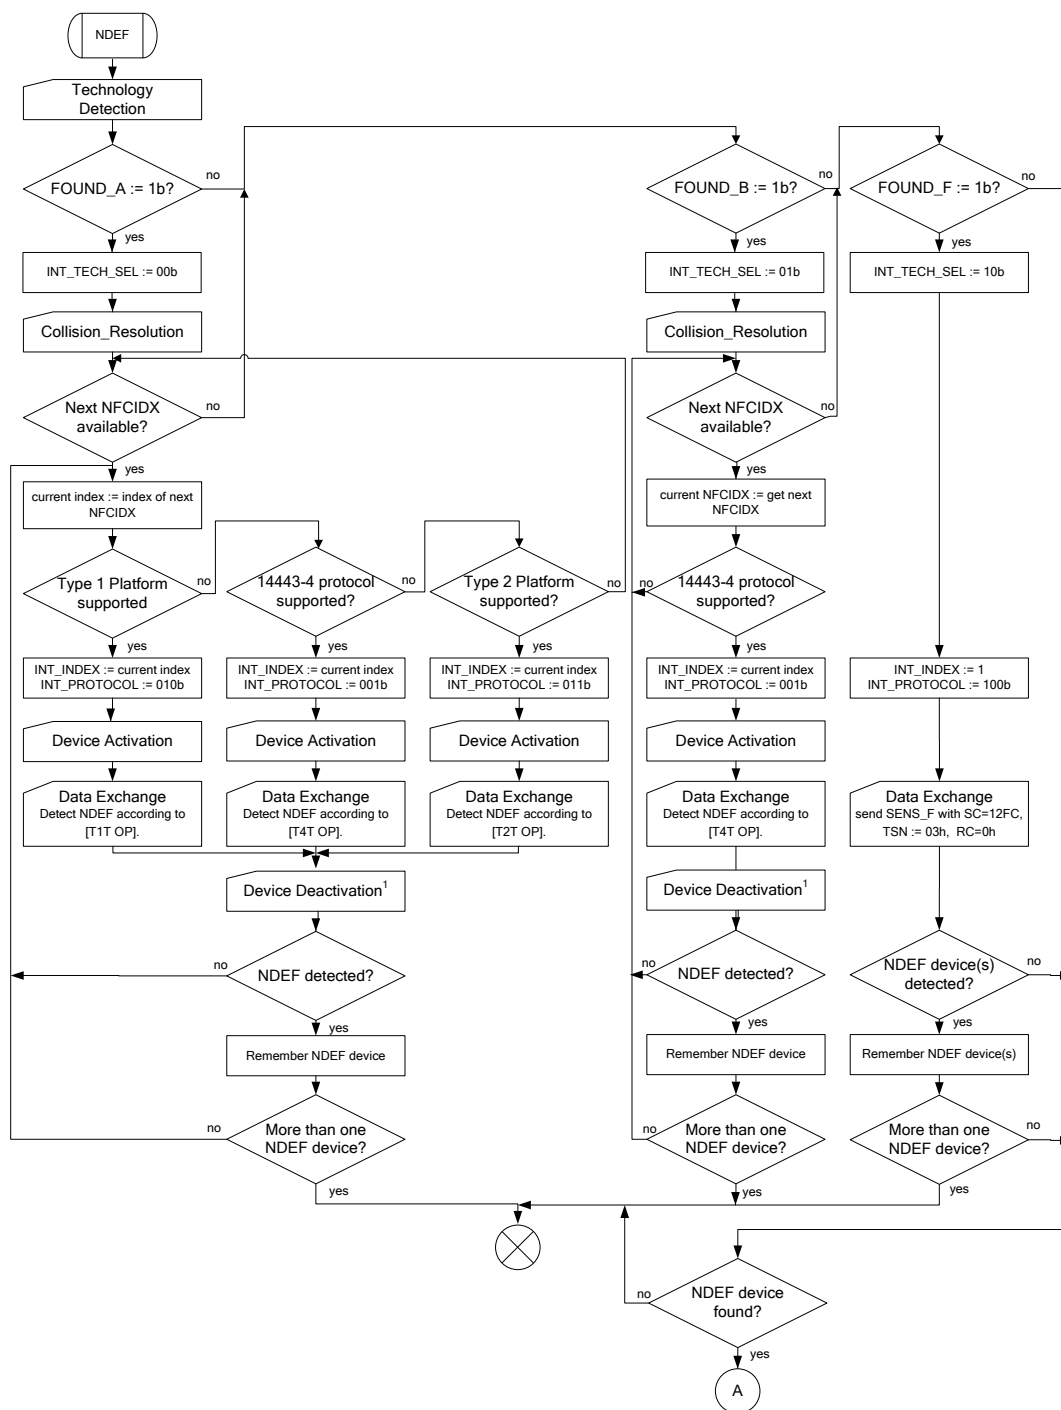 NDEF
Technology
Detection
FOUND_A := 1b?
no
yes
INT_TECH_SEL := 00b
Collision_Resolution
Next NFCIDX
available?
no
yes
current index := index of next
NFCIDX
Type 1 Platform
supported
no
yes
INT_INDEX := current index
INT_PROTOCOL := 010b
Device Activation
Data Exchange
Detect NDEF according to
[T1T OP].
14443-4 protocol
supported?
no
yes
INT_INDEX := current index
INT_PROTOCOL := 001b
Device Activation
Data Exchange
Detect NDEF according to
[T4T OP].
Type 2 Platform
supported?
no
yes
INT_INDEX := current index
INT_PROTOCOL := 011b
Device Activation
Data Exchange
Detect NDEF according to
[T2T OP].
Device Deactivation1
NDEF detected?
no
yes
Remember NDEF device
More than one
NDEF device?
no
yes
FOUND_B := 1b?
no
yes
INT_TECH_SEL := 01b
Collision_Resolution
Next NFCIDX
available?
no
yes
current NFCIDX := get next
NFCIDX
14443-4 protocol
supported?
no
yes
INT_INDEX := current index
INT_PROTOCOL := 001b
Device Activation
Data Exchange
Detect NDEF according to
[T4T OP].
Device Deactivation1
NDEF detected?
no
yes
Remember NDEF device
More than one
NDEF device?
no
yes
FOUND_F := 1b?
no
yes
INT_TECH_SEL := 10b
INT_INDEX := 1
INT_PROTOCOL := 100b
Data Exchange
send SENS_F with SC=12FC,
TSN := 03h, RC=0h
NDEF device(s)
detected?
no
yes
Remember NDEF device(s)
More than one
NDEF device?
no
yes
NDEF device
found?
no
yes
A